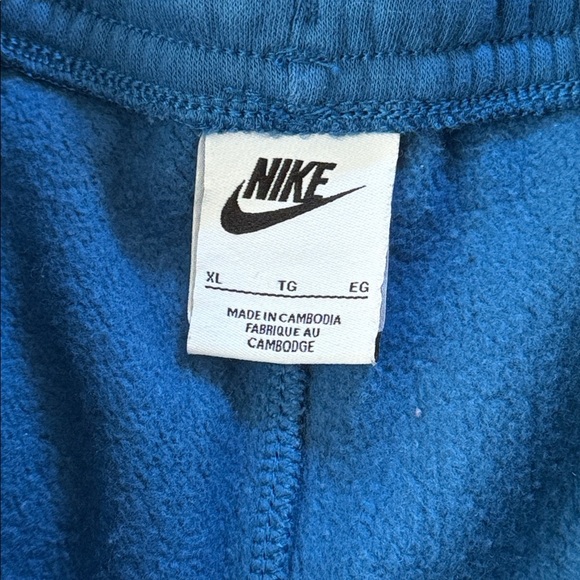 NIKE
XL TG EG
MADE IN CAMBODIA
FABRIQUE AU
CAMBODGE